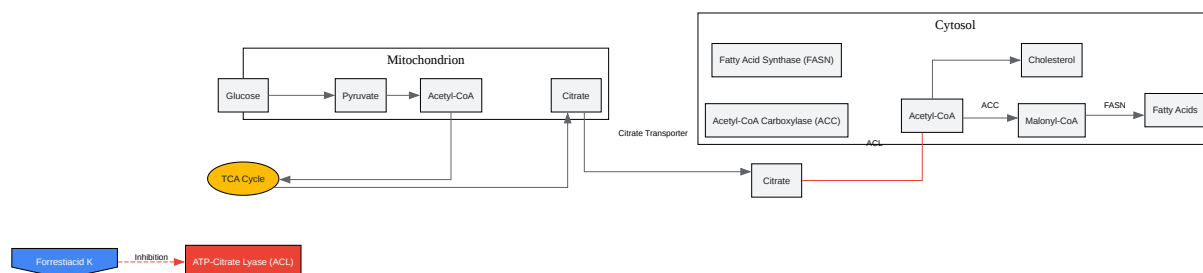 Mitochondrion
Glucose
Pyruvate
Acetyl-CoA
Citrate
TCA Cycle
Citrate Transporter
Cytosol
Fatty Acid Synthase (FASN)
Acetyl-CoA Carboxylase (ACC)
Cholesterol
Acetyl-CoA
ACC
Malonyl-CoA
FASN
Fatty Acids
ACL
Citrate
Forrestiacid K
Inhibition
ATP-Citrate Lyase (ACL)